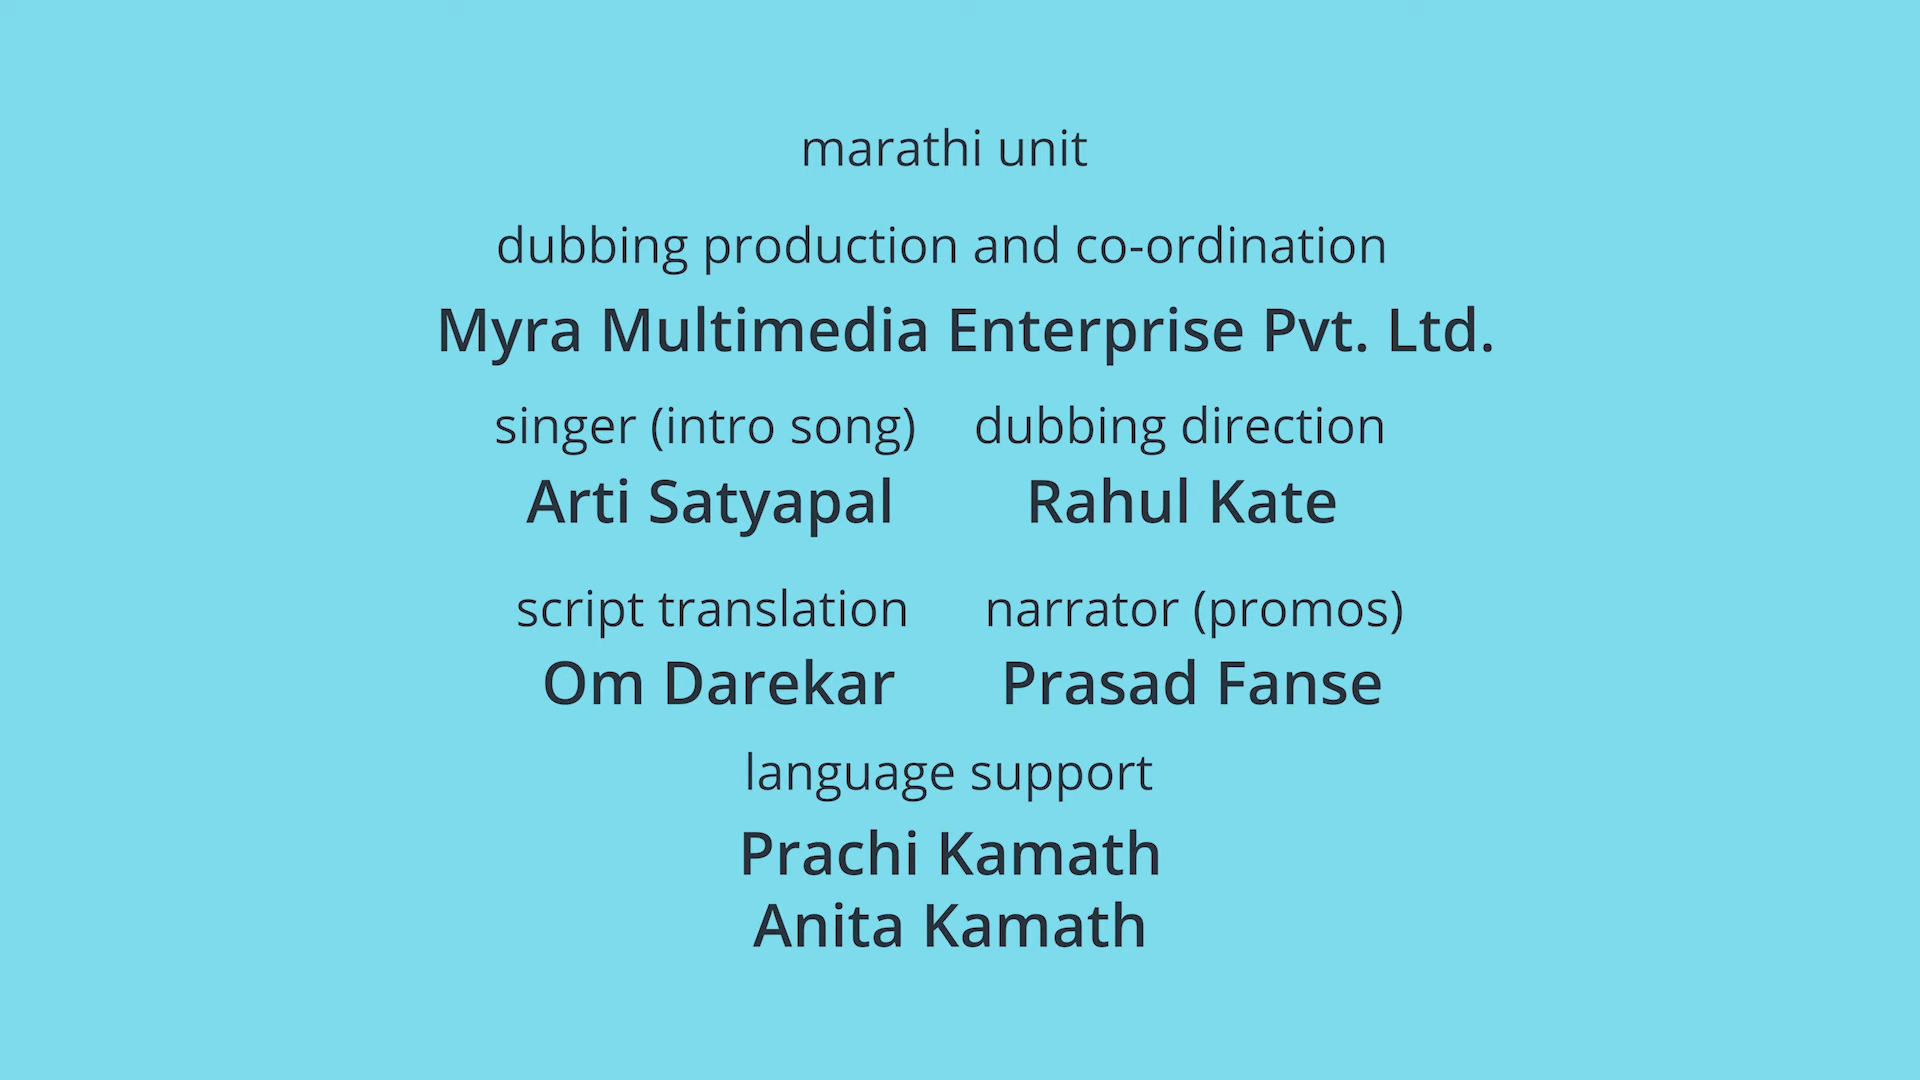 marathi unit
dubbing production and co-ordination
Myra Multimedia Enterprise Pvt. Ltd.
singer (intro song) dubbing direction
Arti Satyapal Rahul Kate
script translation narrator (promos)
Om Darekar Prasad Fanse
language support
Prachi Kamath
Anita Kamath